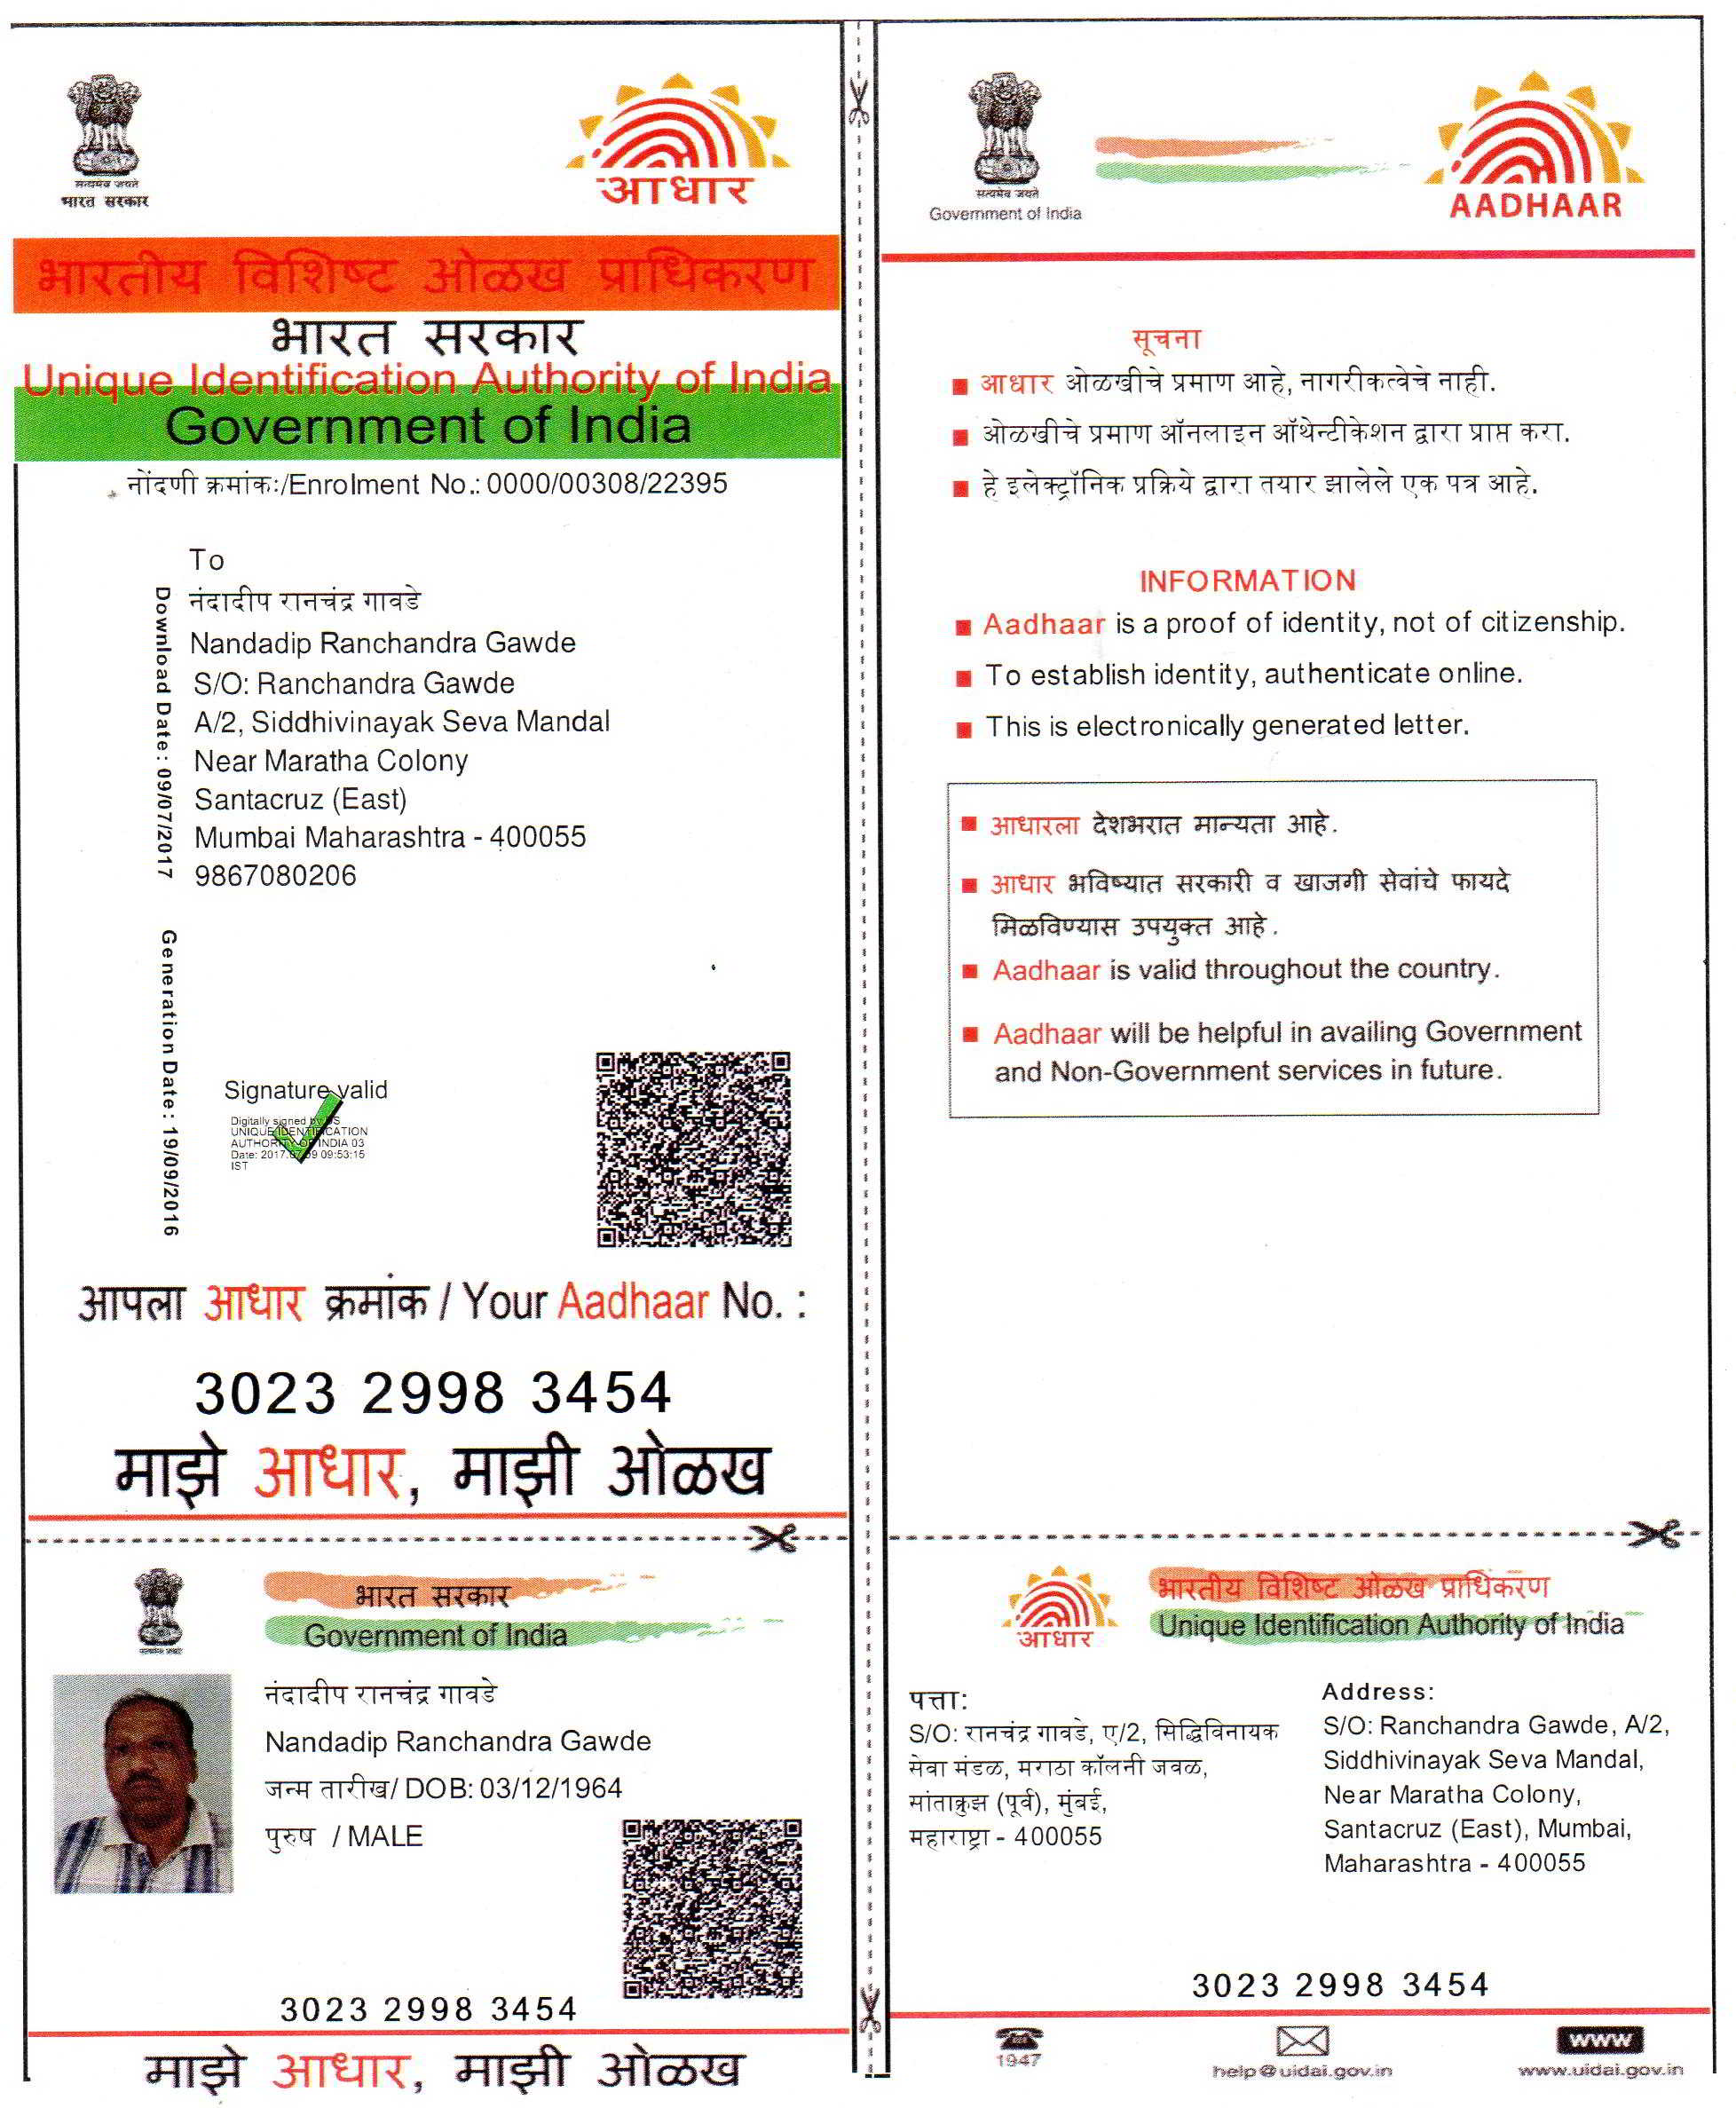 सत्यमेव जयते
भारत सरकार
आधार
भारतीय विशिष्ट ओळख प्राधिकरण
भारत सरकार
Unique Identification Authority of India
Government of India
नोंदणी क्रमांक:/Enrolment No.: 0000/00308/22395
To
नंदादीप रानचंद्र गावडे
Nandadip Ranchandra Gawde
S/O: Ranchandra Gawde
A/2, Siddhivinayak Seva Mandal
Near Maratha Colony
Santacruz (East)
Mumbai Maharashtra - 400055
9867080206
Download Date : 09/07/2017
Generation Date : 19/09/2016
Signature valid
Digitally signed by DS
UNIQUE IDENTIFICATION
AUTHORITY OF INDIA 03
Date: 2017.07.09 09:53:15
IST
आपला आधार क्रमांक / Your Aadhaar No. :
3023 2998 3454
माझे आधार, माझी ओळख
सत्यमेव जयते
Government of India
AADHAAR
सूचना
आधार ओळखीचे प्रमाण आहे, नागरीकत्वेचे नाही.
ओळखीचे प्रमाण ऑनलाइन ऑथेन्टीकेशन द्वारा प्राप्त करा.
हे इलेक्ट्रॉनिक प्रक्रिये द्वारा तयार झालेले एक पत्र आहे.
INFORMATION
Aadhaar is a proof of identity, not of citizenship.
To establish identity, authenticate online.
This is electronically generated letter.
आधारला देशभरात मान्यता आहे.
आधार भविष्यात सरकारी व खाजगी सेवांचे फायदे
मिळविण्यास उपयुक्त आहे.
Aadhaar is valid throughout the country.
Aadhaar will be helpful in availing Government
and Non-Government services in future.
सत्यमेव जयते
भारत सरकार
Government of India
नंदादीप रानचंद्र गावडे
Nandadip Ranchandra Gawde
जन्म तारीख/ DOB: 03/12/1964
पुरुष / MALE
3023 2998 3454
माझे आधार, माझी ओळख
आधार
भारतीय विशिष्ट ओळख प्राधिकरण
Unique Identification Authority of India
पत्ता:
S/O: रानचंद्र गावडे, ए/2, सिद्धिविनायक
सेवा मंडळ, मराठा कॉलनी जवळ,
सांताक्रुझ (पूर्व), मुंबई,
महाराष्ट्रा - 400055
Address:
S/O: Ranchandra Gawde, A/2,
Siddhivinayak Seva Mandal,
Near Maratha Colony,
Santacruz (East), Mumbai,
Maharashtra - 400055
3023 2998 3454
1947
help@uidai.gov.in
www
www.uidai.gov.in